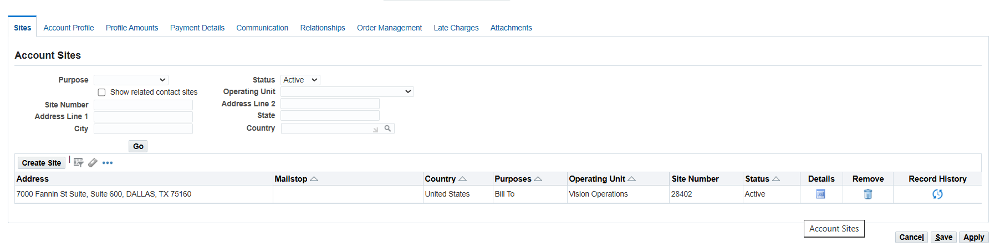 Sites Account Profile Profile Amounts Payment Details Communication Relationships Order Management Late Charges Attachments
Account Sites
Purpose Status Active
Show related contact sites Operating Unit
Site Number Address Line 2
Address Line 1 State
City Country
Go
Create Site
Address Mailstop Country Purposes Operating Unit Site Number Status Details Remove Record History
7000 Fannin St Suite, Suite 600, DALLAS, TX 75160 United States Bill To Vision Operations 28402 Active
Account Sites
Cancel Save Apply